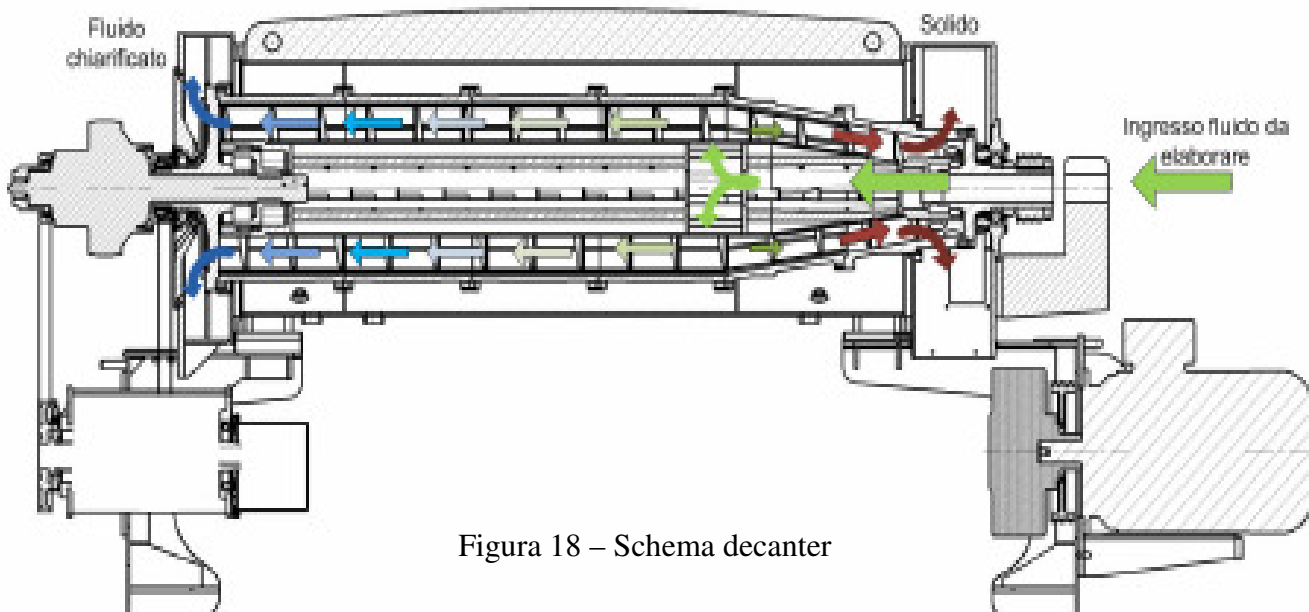 Fluido
chiarificato
Solido
Ingresso fluido da
elaborare
Figura 18 – Schema decanter